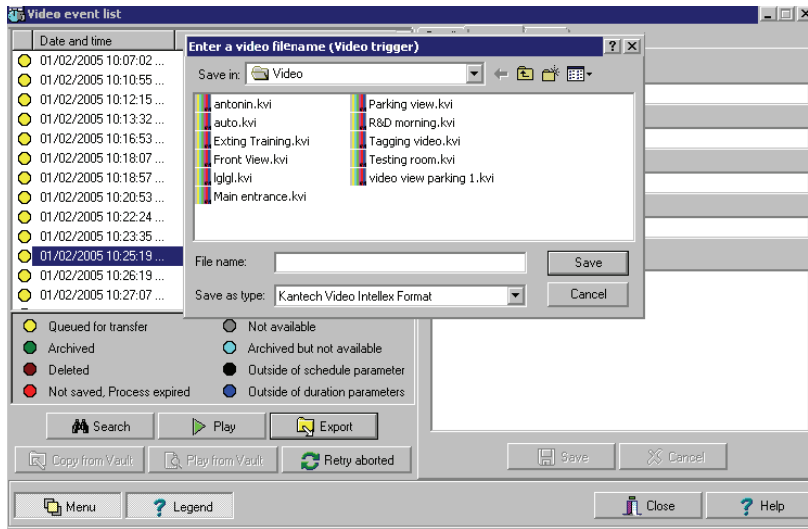 Video event list
Date and time
01/02/2005 10:07:02 ...
01/02/2005 10:10:55 ...
01/02/2005 10:12:15 ...
01/02/2005 10:13:32 ...
01/02/2005 10:16:53 ...
01/02/2005 10:18:07 ...
01/02/2005 10:18:57 ...
01/02/2005 10:20:53 ...
01/02/2005 10:22:24 ...
01/02/2005 10:23:35 ...
01/02/2005 10:25:19 ...
01/02/2005 10:26:19 ...
01/02/2005 10:27:07 ...
Enter a video filename (Video trigger)
Save in: Video
antonin.kvi
auto.kvi
Exting Training.kvi
Front View.kvi
lglgl.kvi
Main entrance.kvi
Parking view.kvi
R&D morning.kvi
Tagging video.kvi
Testing room.kvi
video view parking 1.kvi
File name:
Save
Save as type: Kantech Video Intellex Format
Cancel
Queued for transfer
Not available
Archived
Archived but not available
Deleted
Outside of schedule parameter
Not saved, Process expired
Outside of duration parameters
Search
Play
Export
Copy from Vault
Play from Vault
Retry aborted
Save
Cancel
Menu
Legend
Close
Help